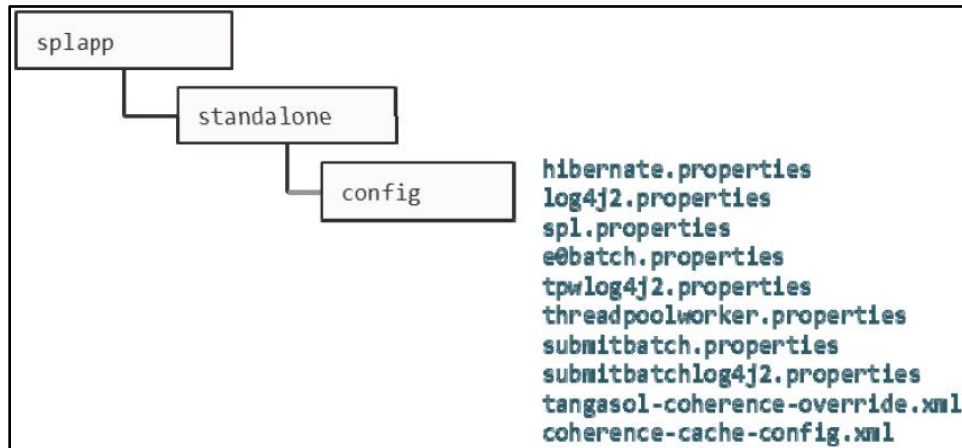 splapp
standalone
config
hibernate.properties
log4j2.properties
spl.properties
e0batch.properties
tpwlog4j2.properties
threadpoolworker.properties
submitbatch.properties
submitbatchlog4j2.properties
tangasol-coherence-override.xml
coherence-cache-config.xml